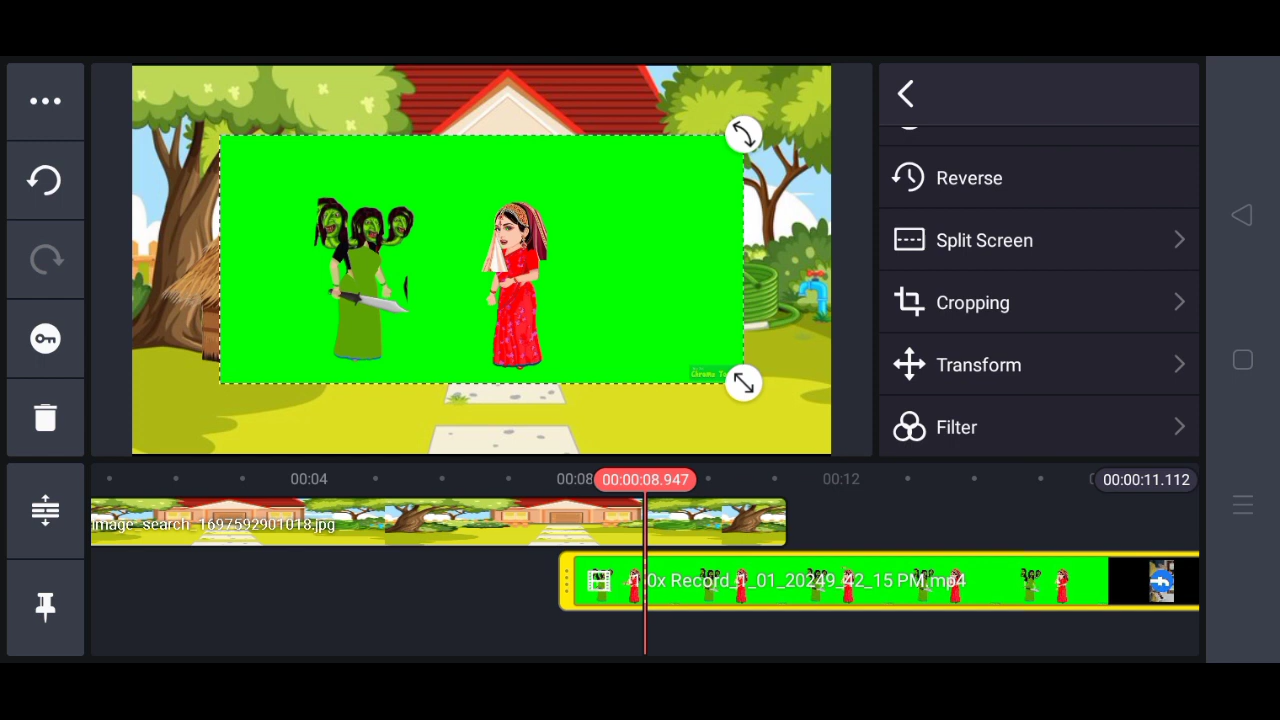 Reverse
Split Screen
Cropping
Transform
Filter
Chroma
00:04
00:08
00:00:08.947
00:12
00:00:11.112
image_search_1697592901018.jpg
1.0x Record_1_01_20249_42_15 PM.mp4